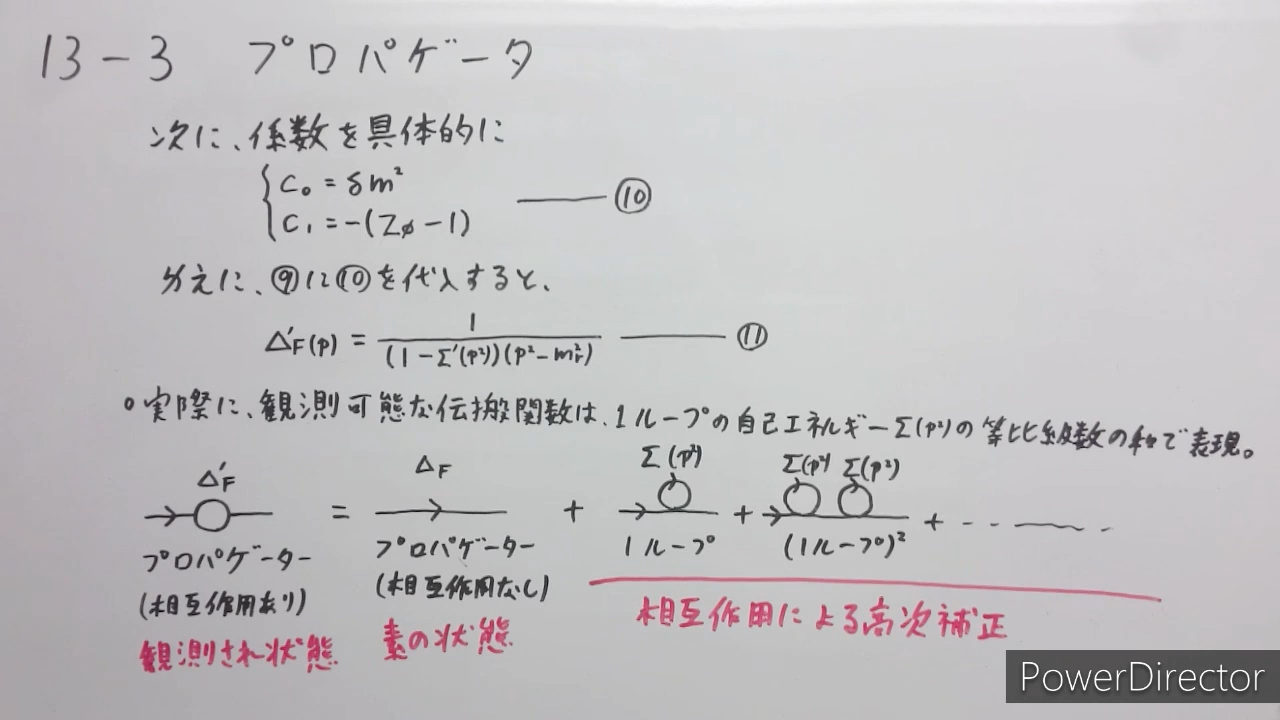 13-3 プロパゲータ
次に、係数を具体的に
C₀ = δm²
C₁ = -(Zφ-1) ――― ⑩
与えに、⑨に⑩を代入すると、
Δ'F(p) = 1/((1-Σ'(p²))(p²-mr²)) ――― ⑪
○実際に、観測可能な伝搬関数は、1ループの自己エネルギーΣ(p²)の等比級数の和で表現。
Δ'F ΔF Σ(p²) Σ(p²) Σ(p²)
= + + + ----
プロパゲーター プロパゲーター 1ループ (1ループ)²
(相互作用あり) (相互作用なし)
観測され状態 素の状態 相互作用による高次補正
PowerDirector